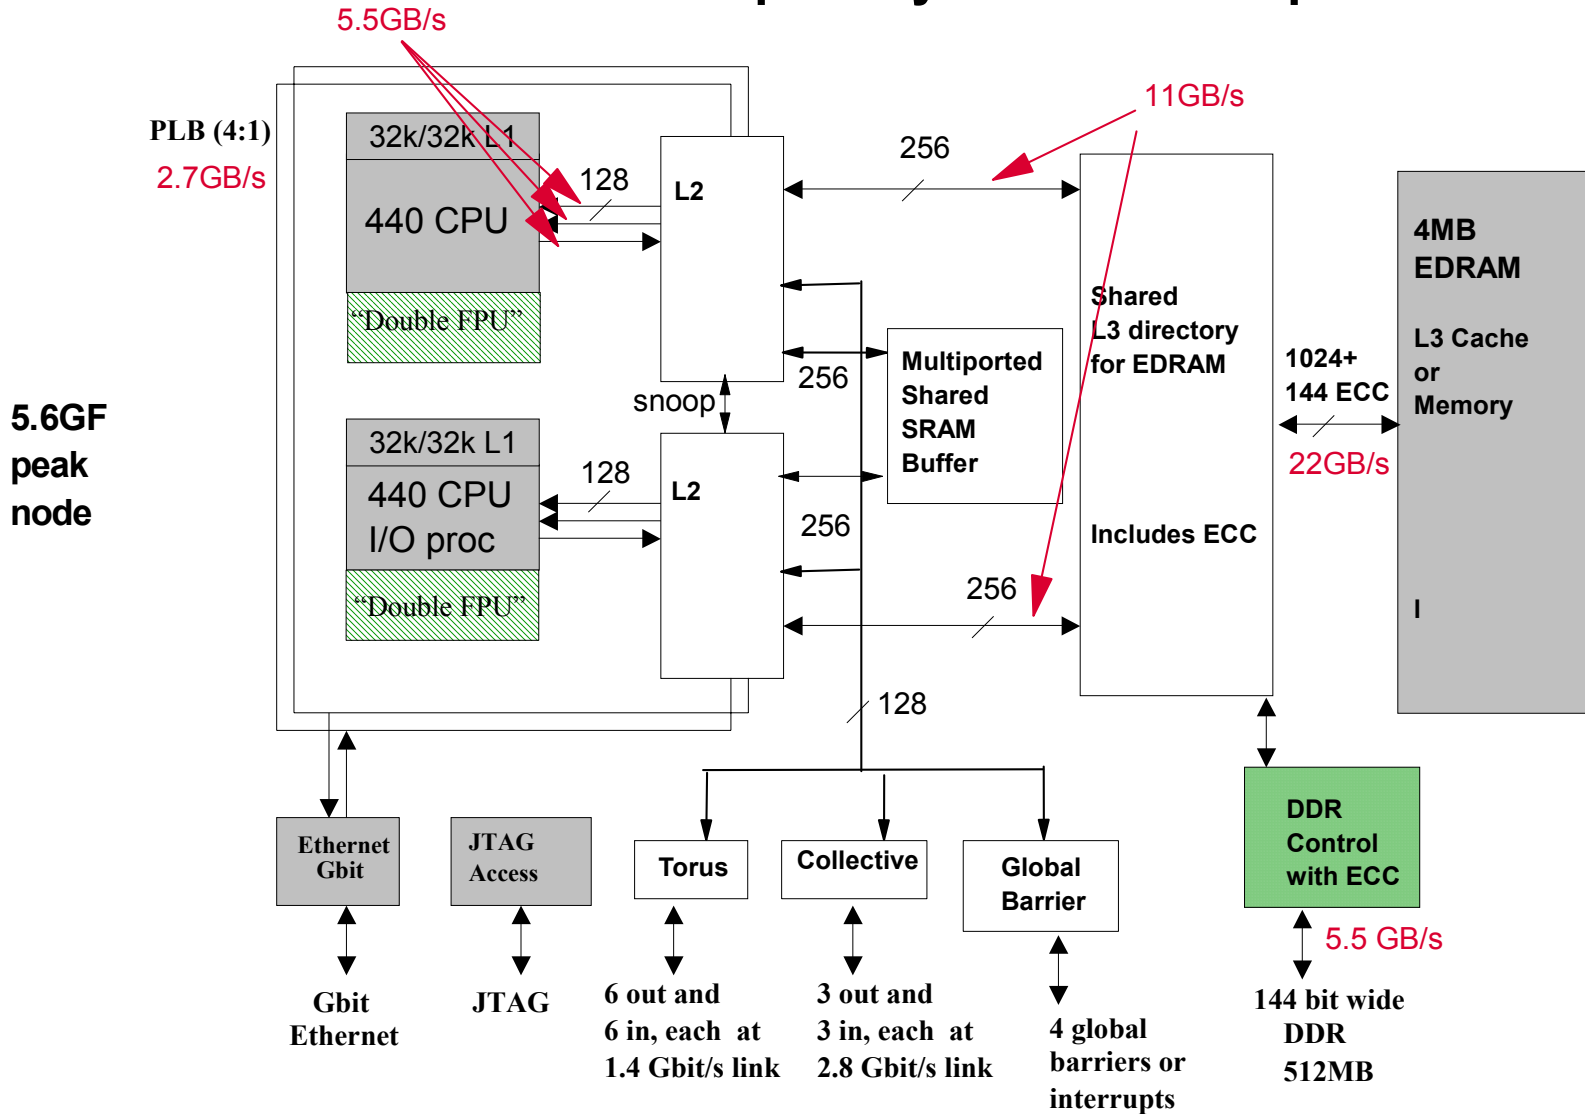 5.5GB/s
11GB/s
PLB (4:1)
2.7GB/s
32k/32k L1
440 CPU
“Double FPU”
128
L2
256
snoop
256
5.6GF
peak
node
32k/32k L1
440 CPU
I/O proc
“Double FPU”
128
L2
256
256
128
Multiported
Shared
SRAM
Buffer
Shared
L3 directory
for EDRAM
Includes ECC
1024+
144 ECC
22GB/s
4MB
EDRAM
L3 Cache
or
Memory
l
Ethernet
Gbit
JTAG
Access
Torus
Collective
Global
Barrier
DDR
Control
with ECC
5.5 GB/s
Gbit
Ethernet
JTAG
6 out and
6 in, each at
1.4 Gbit/s link
3 out and
3 in, each at
2.8 Gbit/s link
4 global
barriers or
interrupts
144 bit wide
DDR
512MB